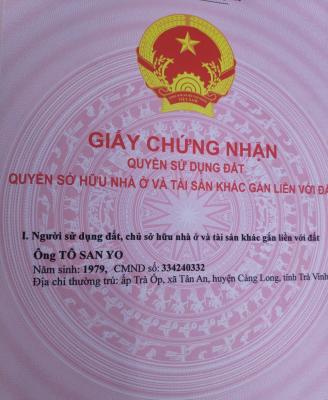 GIẤY CHỨNG NHẬN
QUYỀN SỬ DỤNG ĐẤT
QUYỀN SỞ HỮU NHÀ Ở VÀ TÀI SẢN KHÁC GẮN LIỀN VỚI ĐẤ
I. Người sử dụng đất, chủ sở hữu nhà ở và tài sản khác gắn liền với đất
Ông TÔ SAN YO
Năm sinh: 1979, CMND số: 334240332
Địa chỉ thường trú: ấp Trà Ốp, xã Tân An, huyện Càng Long, tỉnh Trà Vinh